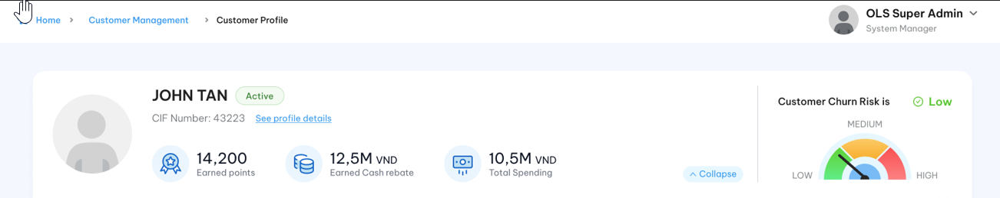 Home > Customer Management > Customer Profile
OLS Super Admin
System Manager
JOHN TAN Active
CIF Number: 43223 See profile details
14,200
Earned points
12,5M VND
Earned Cash rebate
10,5M VND
Total Spending
Collapse
Customer Churn Risk is Low
MEDIUM
LOW
HIGH